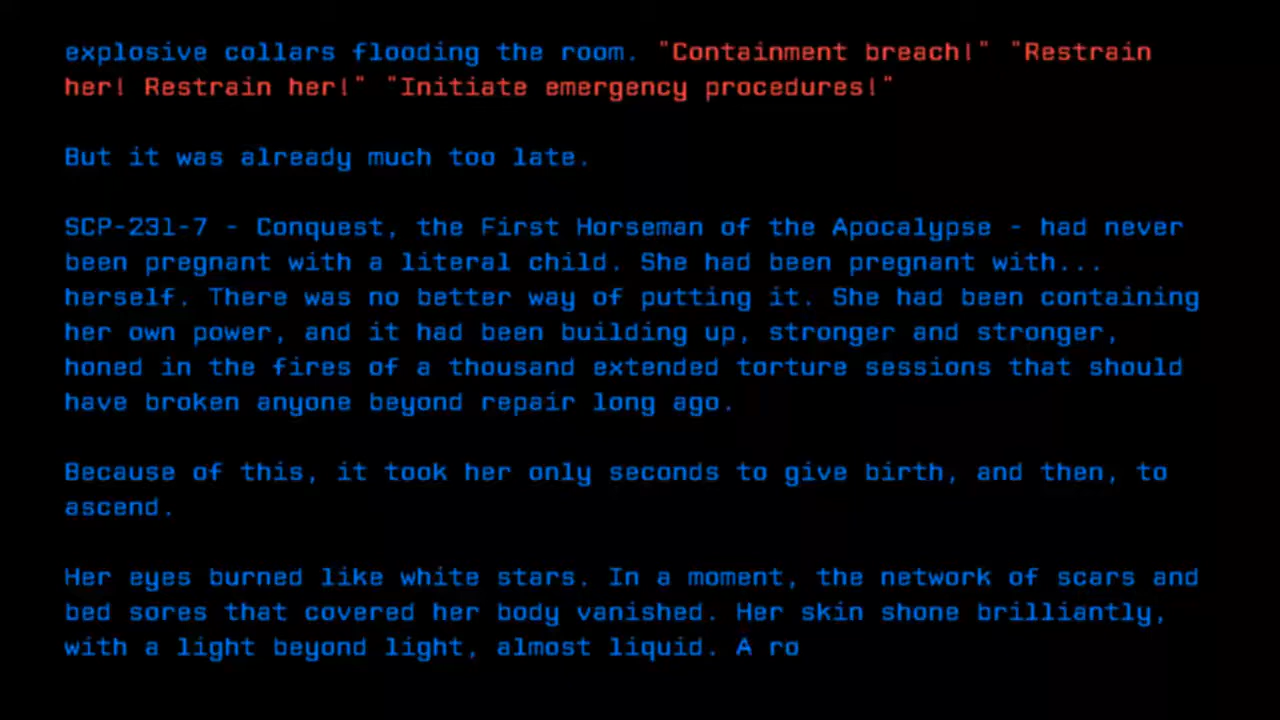 explosive collars flooding the room. "Containment breach!" "Restrain
her! Restrain her!" "Initiate emergency procedures!"
But it was already much too late.
SCP-231-7 - Conquest, the First Horseman of the Apocalypse - had never
been pregnant with a literal child. She had been pregnant with...
herself. There was no better way of putting it. She had been containing
her own power, and it had been building up, stronger and stronger,
honed in the fires of a thousand extended torture sessions that should
have broken anyone beyond repair long ago.
Because of this, it took her only seconds to give birth, and then, to
ascend.
Her eyes burned like white stars. In a moment, the network of scars and
bed sores that covered her body vanished. Her skin shone brilliantly,
with a light beyond light, almost liquid. A ro